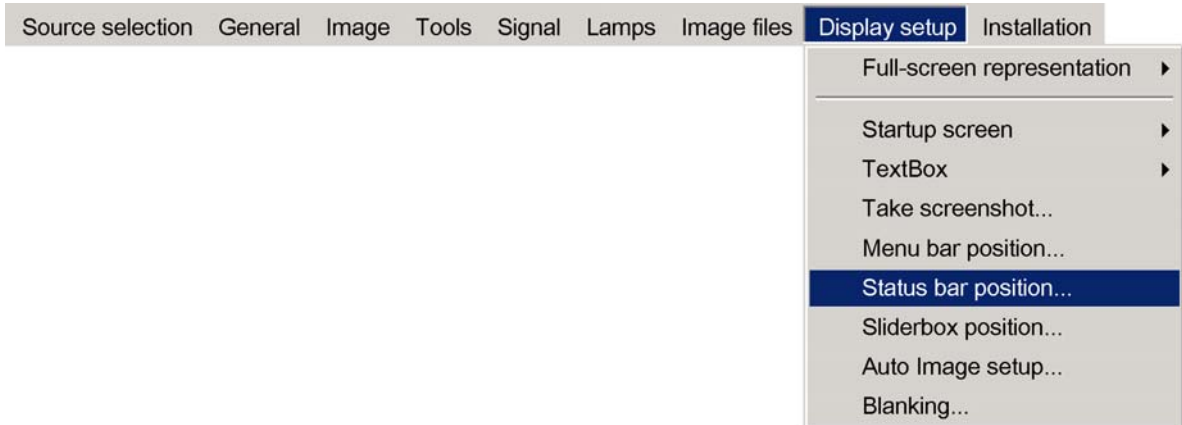 Source selection General Image Tools Signal Lamps Image files Display setup Installation
Full-screen representation
Startup screen
TextBox
Take screenshot...
Menu bar position...
Status bar position...
Sliderbox position...
Auto Image setup...
Blanking...